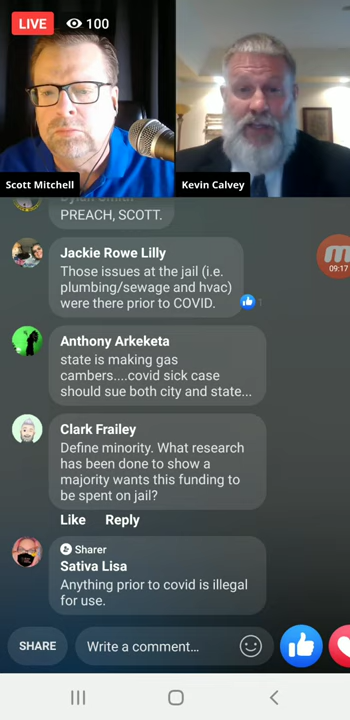 LIVE 100
Scott Mitchell
Kevin Calvey
PREACH, SCOTT.
Jackie Rowe Lilly
Those issues at the jail (i.e.
plumbing/sewage and hvac)
were there prior to COVID.
1
09:17
Anthony Arkeketa
state is making gas
cambers....covid sick case
should sue both city and state...
Clark Frailey
Define minority. What research
has been done to show a
majority wants this funding to
be spent on jail?
Like Reply
Sharer
Sativa Lisa
Anything prior to covid is illegal
for use.
SHARE
Write a comment...